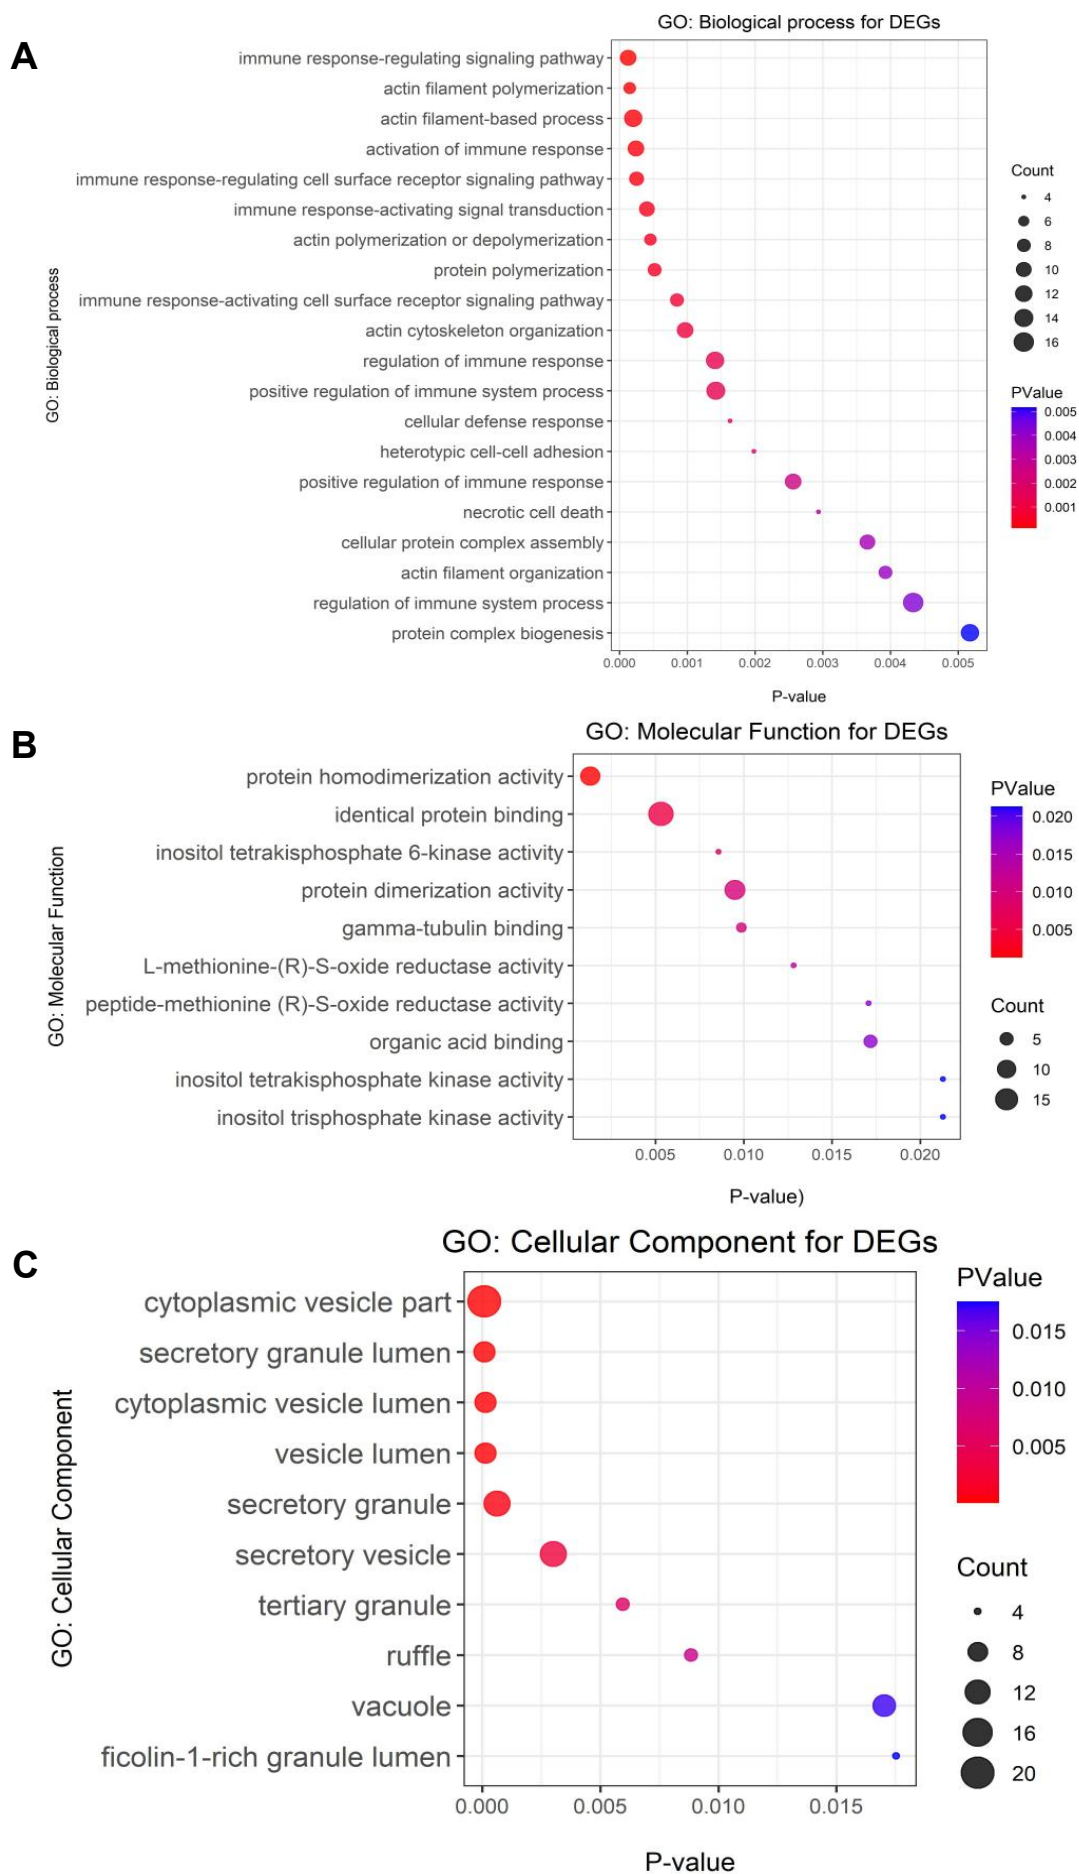 A
GO: Biological process for DEGs
GO: Biological process
immune response-regulating signaling pathway
actin filament polymerization
actin filament-based process
activation of immune response
immune response-regulating cell surface receptor signaling pathway
immune response-activating signal transduction
actin polymerization or depolymerization
protein polymerization
immune response-activating cell surface receptor signaling pathway
actin cytoskeleton organization
regulation of immune response
positive regulation of immune system process
cellular defense response
heterotypic cell-cell adhesion
positive regulation of immune response
necrotic cell death
cellular protein complex assembly
actin filament organization
regulation of immune system process
protein complex biogenesis
0.000 0.001 0.002 0.003 0.004 0.005
P-value
Count
4
6
8
10
12
14
16
PValue
0.005
0.004
0.003
0.002
0.001
B
GO: Molecular Function for DEGs
GO: Molecular Function
protein homodimerization activity
identical protein binding
inositol tetrakisphosphate 6-kinase activity
protein dimerization activity
gamma-tubulin binding
L-methionine-(R)-S-oxide reductase activity
peptide-methionine (R)-S-oxide reductase activity
organic acid binding
inositol tetrakisphosphate kinase activity
inositol trisphosphate kinase activity
0.005 0.010 0.015 0.020
P-value)
PValue
0.020
0.015
0.010
0.005
Count
5
10
15
C
GO: Cellular Component for DEGs
GO: Cellular Component
cytoplasmic vesicle part
secretory granule lumen
cytoplasmic vesicle lumen
vesicle lumen
secretory granule
secretory vesicle
tertiary granule
ruffle
vacuole
ficolin-1-rich granule lumen
0.000 0.005 0.010 0.015
P-value
PValue
0.015
0.010
0.005
Count
4
8
12
16
20